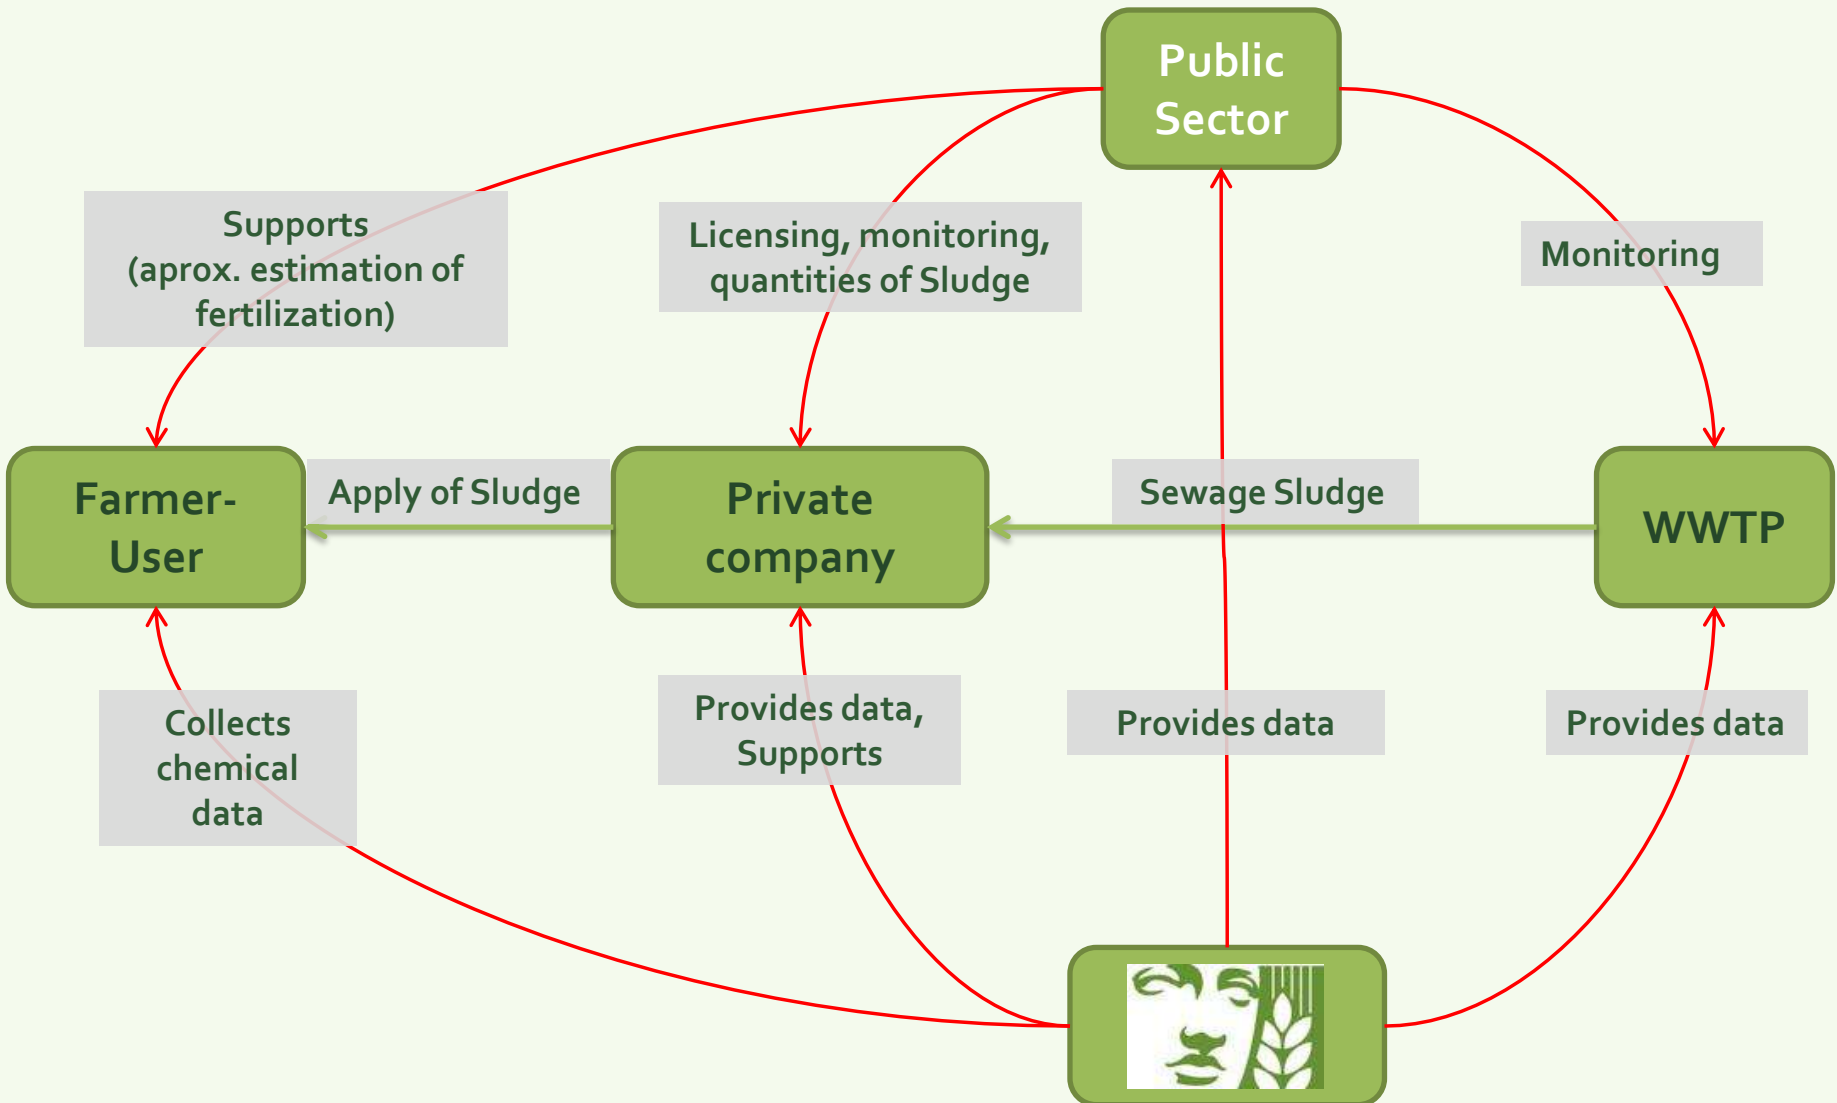 Public
Sector
Supports
(aprox. estimation of
fertilization)
Licensing, monitoring,
quantities of Sludge
Monitoring
Farmer-
User
Apply of Sludge
Private
company
Sewage Sludge
WWTP
Collects
chemical
data
Provides data,
Supports
Provides data
Provides data